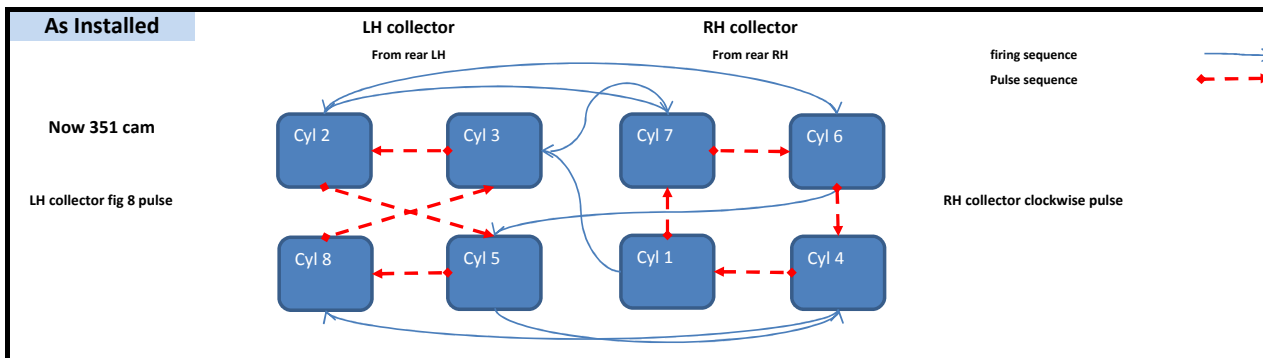 As Installed
LH collector
RH collector
From rear LH
From rear RH
firing sequence
Pulse sequence
Now 351 cam
Cyl 2
Cyl 3
Cyl 7
Cyl 6
LH collector fig 8 pulse
RH collector clockwise pulse
Cyl 8
Cyl 5
Cyl 1
Cyl 4